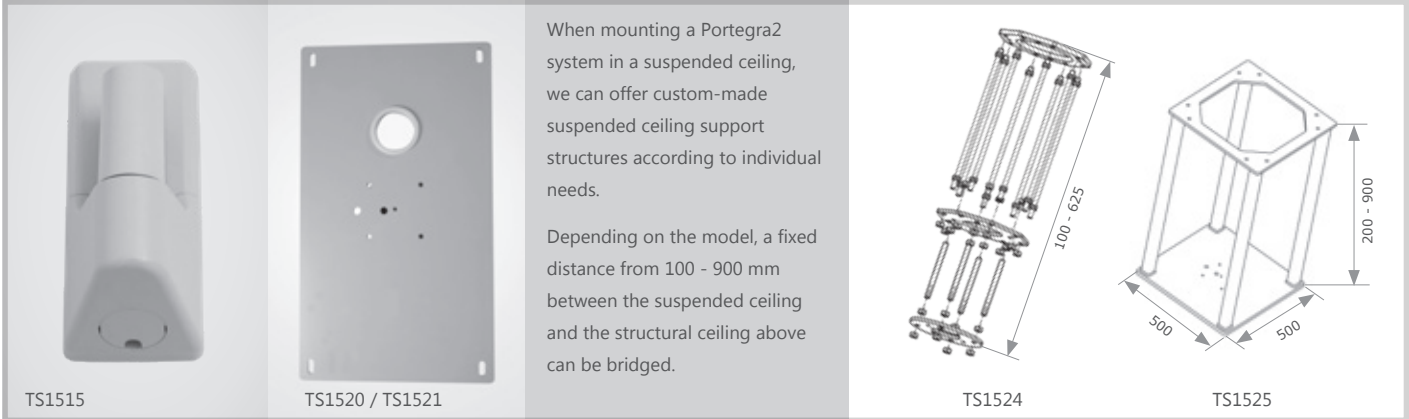 TS1515
TS1520 / TS1521
When mounting a Portegra2
system in a suspended ceiling,
we can offer custom-made
suspended ceiling support
structures according to individual
needs.
Depending on the model, a fixed
distance from 100 - 900 mm
between the suspended ceiling
and the structural ceiling above
can be bridged.
100 - 625
TS1524
200 - 900
500
500
TS1525